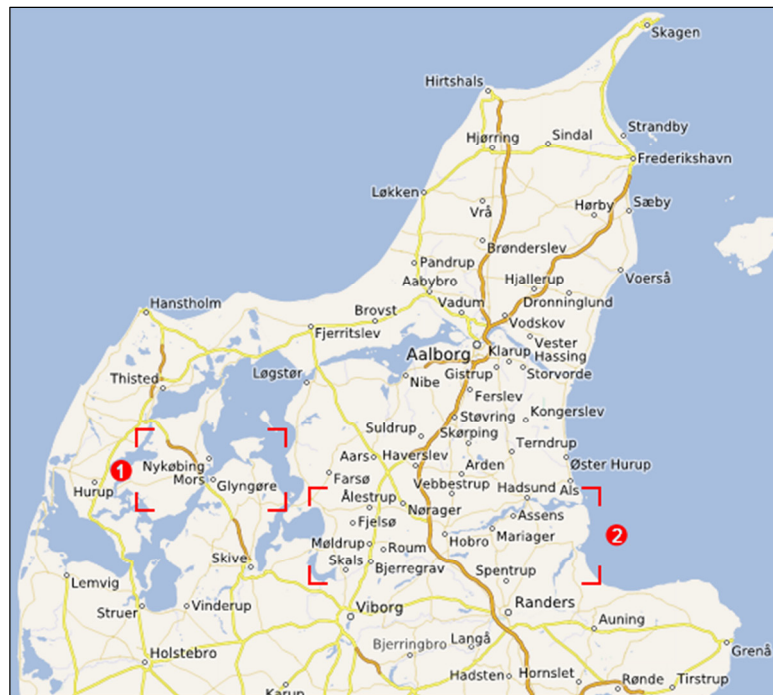 Skagen
Hirtshals
Strandby
Hjørring
Sindal
Frederikshavn
Løkken
Vrå
Hørby
Sæby
Brønderslev
Pandrup
Voerså
Hjallerup
Aabybro
Dronninglund
Hanstholm
Brovst
Vadum
Vodskov
Fjerritslev
Vester
Hassing
Aalborg
Klarup
Gistrup
Storvorde
Thisted
Løgstør
Nibe
Ferslev
Støvring
Kongerslev
Suldrup
Skørping
Terndrup
Aars
Haverslev
Øster Hurup
Nykøbing
Mors
1
Farsø
Arden
Hurup
Glyngøre
Vebbestrup
Hadsund
Als
Ålestrup
Nørager
Assens
Fjelsø
Hobro
Mariager
2
Møldrup
Roum
Skive
Skals
Bjerregrav
Spentrup
Lemvig
Struer
Vinderup
Viborg
Randers
Auning
Bjerringbro
Langå
Grenå
Holstebro
Hadsten
Hornslet
Rønde
Tirstrup
Karup